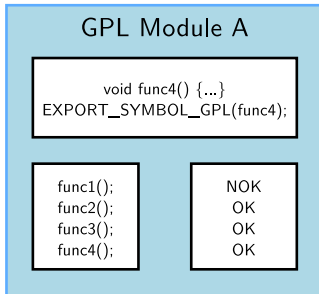 GPL Module A
void func4() {...}
EXPORT_SYMBOL_GPL(func4);
func1();
func2();
func3();
func4();
NOK
OK
OK
OK